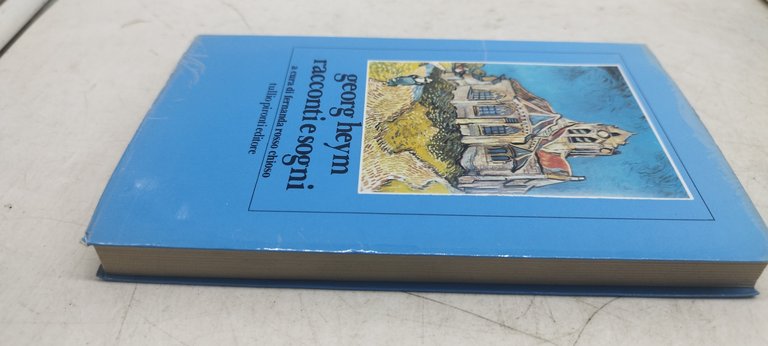 georg heym
racconti e sogni
a cura di fernanda rosso chioso
tullio pironti editore